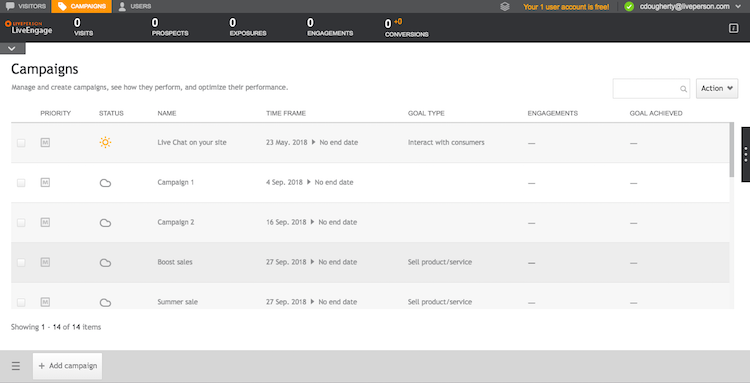 VISITORS CAMPAIGNS USERS Your 1 user account is free! cdougherty@liveperson.com
LIVEPERSON
LiveEngage
0 0 0 0 0 +0
VISITS PROSPECTS EXPOSURES ENGAGEMENTS CONVERSIONS
Campaigns
Manage and create campaigns, see how they perform, and optimize their performance.
Action
PRIORITY STATUS NAME TIME FRAME GOAL TYPE ENGAGEMENTS GOAL ACHIEVED
M Live Chat on your site 23 May. 2018 No end date Interact with consumers — —
M Campaign 1 4 Sep. 2018 No end date — —
M Campaign 2 16 Sep. 2018 No end date — —
M Boost sales 27 Sep. 2018 No end date Sell product/service — —
M Summer sale 27 Sep. 2018 No end date Sell product/service — —
Showing 1 - 14 of 14 items
+ Add campaign